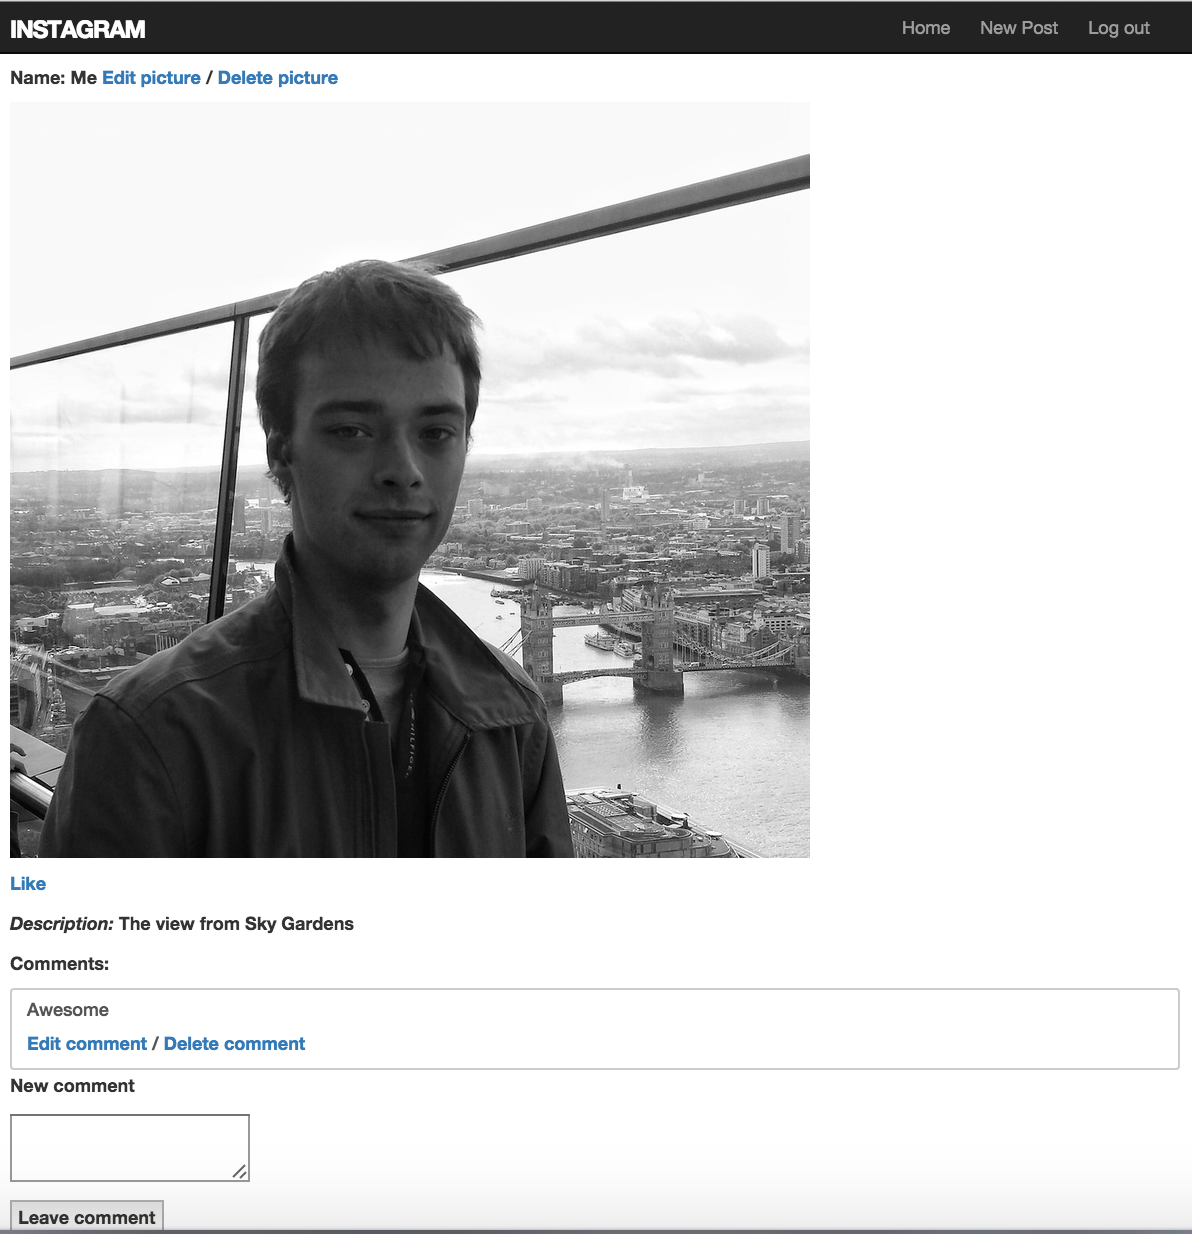 INSTAGRAM Home New Post Log out
Name: Me Edit picture / Delete picture
HILFIGER
Like
Description: The view from Sky Gardens
Comments:
Awesome
Edit comment / Delete comment
New comment
Leave comment